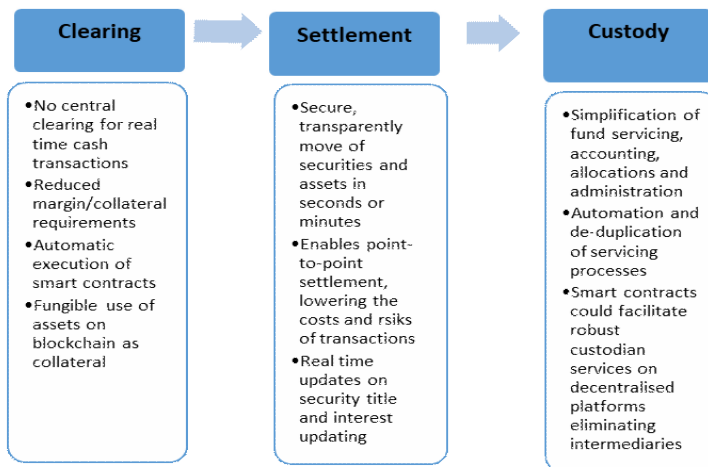 Clearing
Settlement
Custody
•No central
clearing for real
time cash
transactions
•Reduced
margin/collateral
requirements
•Automatic
execution of
smart contracts
•Fungible use of
assets on
blockchain as
collateral
•Secure,
transparently
move of
securities and
assets in
seconds or
minutes
•Enables point-
to-point
settlement,
lowering the
costs and rsiks
of transactions
•Real time
updates on
security title
and interest
updating
•Simplification of
fund servicing,
accounting,
allocations and
administration
•Automation and
de-duplication
of servicing
processes
•Smart contracts
could facilitate
robust
custodian
services on
decentralised
platforms
eliminating
intermediaries